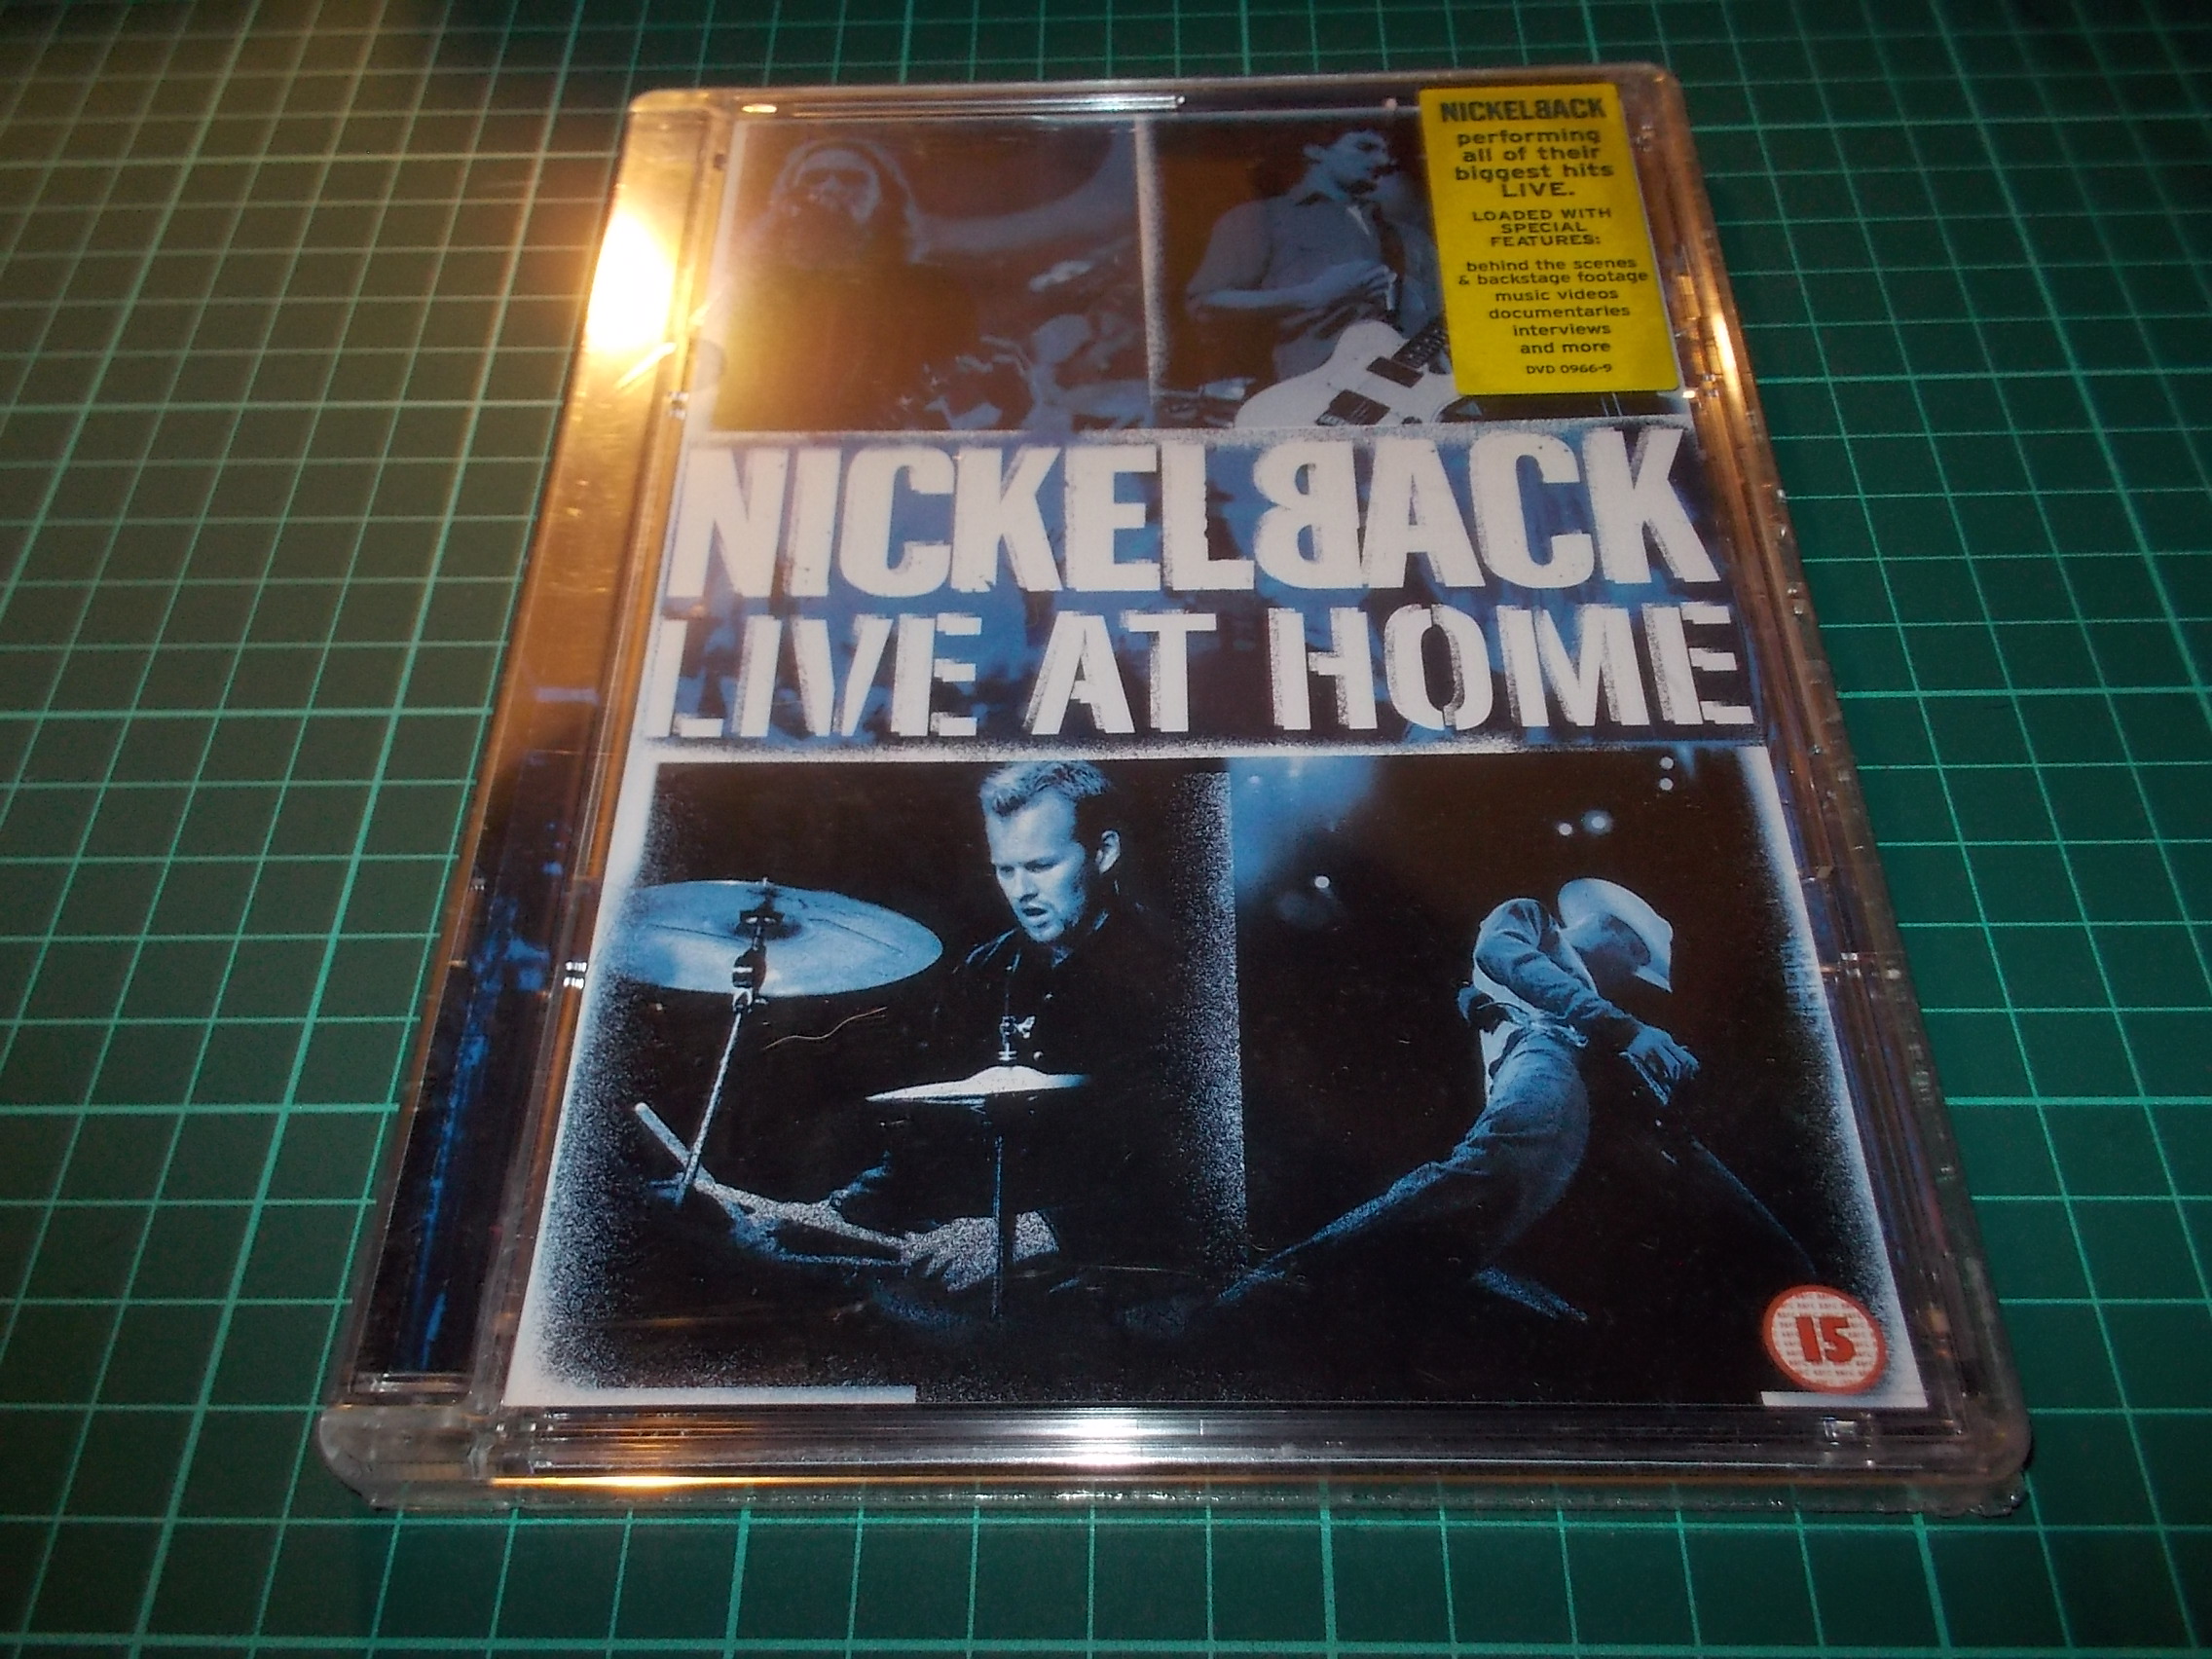 NICKELBACK
performing
all of their
biggest hits
LIVE.
LOADED WITH
SPECIAL
FEATURES:
behind the scenes
& backstage footage
music videos
documentaries
interviews
and more
DVD 0966-9
NICKELBACK
LIVE AT HOME
15